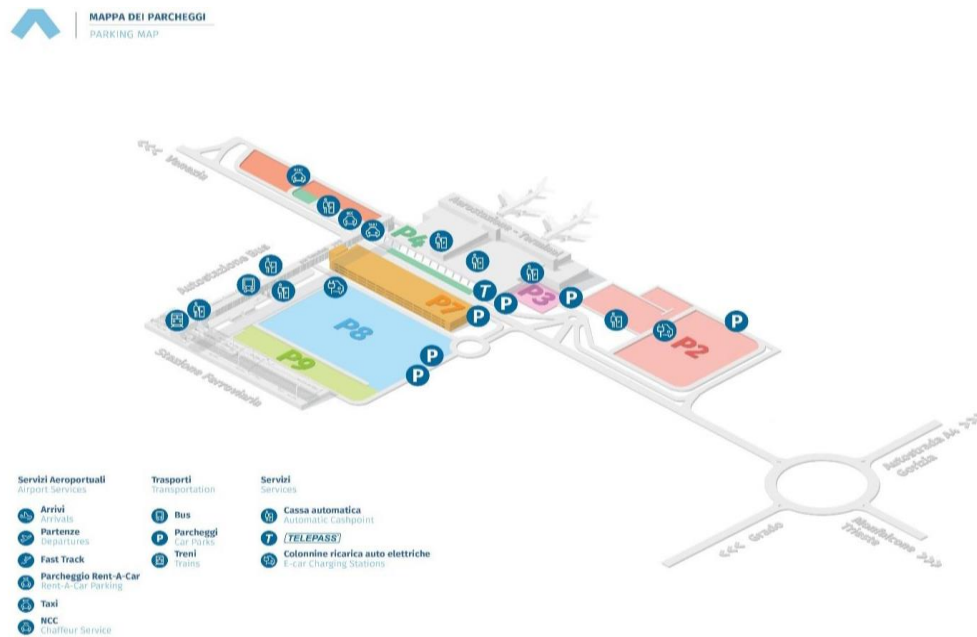 MAPPA DEI PARCHEGGI
PARKING MAP
<<< Venezia
Autostazione Bus
Aerostazione - Terminal
P4
P3
P7
P2
P8
P9
T
P
P
P
P
P
P
Stazione Ferroviaria
Autostrada A4 >>>
Gorizia
<<< Grado
Monfalcone >>>
Trieste
Servizi Aeroportuali
Airport Services
Arrivi
Arrivals
Partenze
Departures
Fast Track
Parcheggio Rent-A-Car
Rent-A-Car Parking
Taxi
NCC
Chaffeur Service
Trasporti
Transportation
Bus
P
Parcheggi
Car Parks
Treni
Trains
Servizi
Services
Cassa automatica
Automatic Cashpoint
T
TELEPASS
Colonnine ricarica auto elettriche
E-car Charging Stations